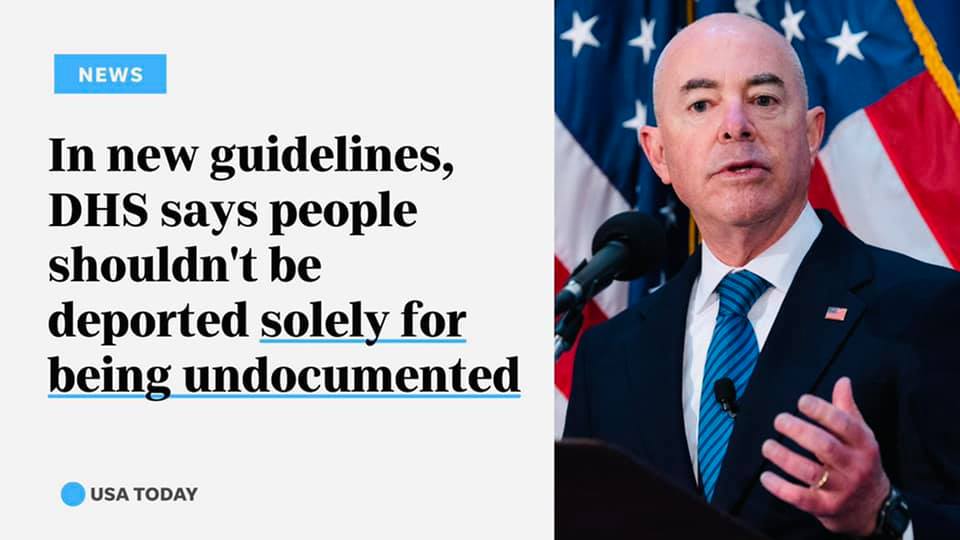 NEWS
In new guidelines,
DHS says people
shouldn't be
deported solely for
being undocumented
USA TODAY